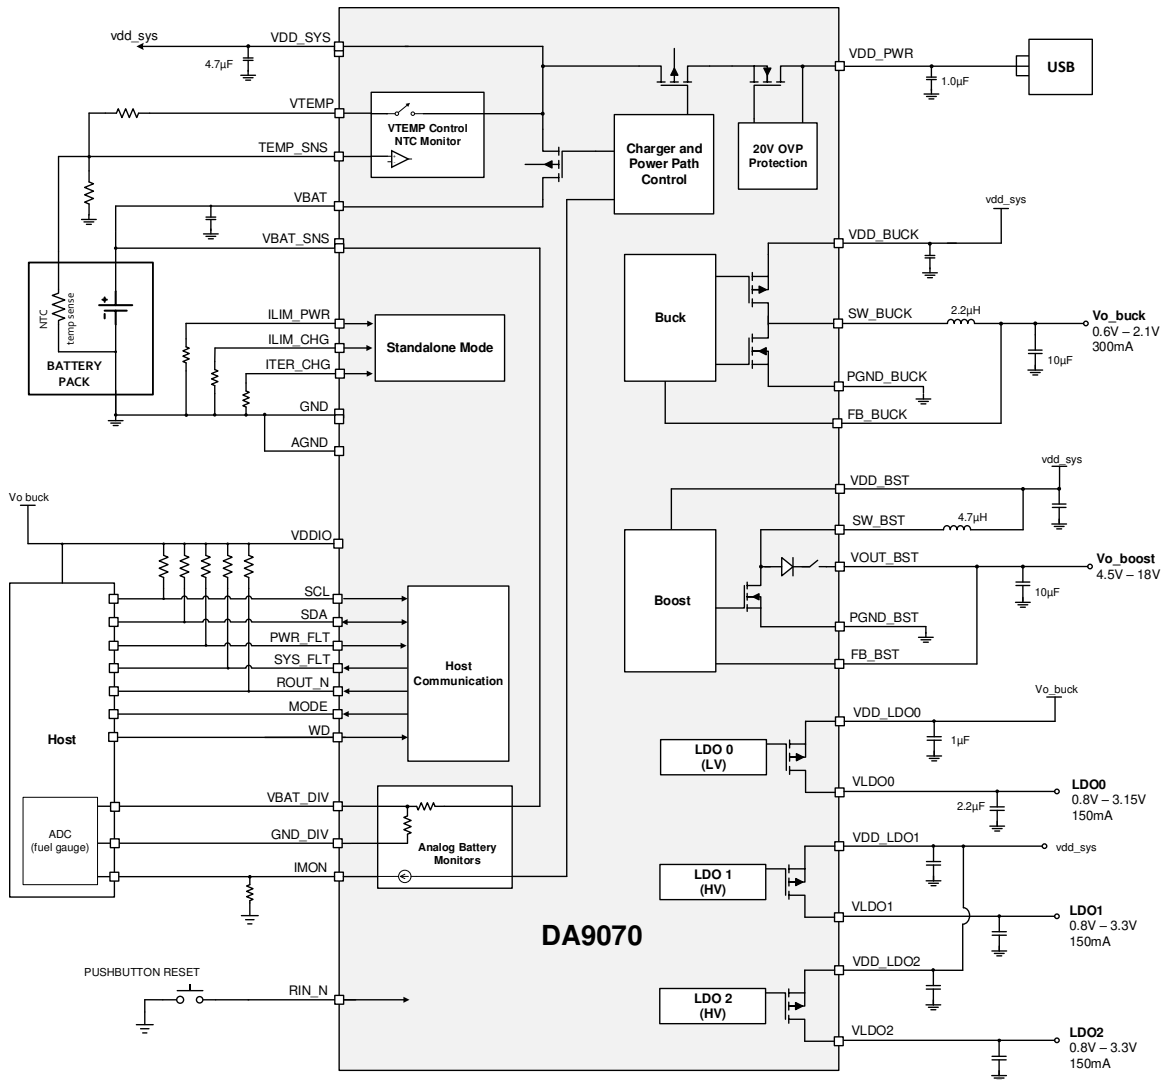 vdd_sys
VDD_SYS
4.7µF
VTEMP
TEMP_SNS
VTEMP Control
NTC Monitor
VBAT
VBAT_SNS
NTC
temp sense
+
-
BATTERY
PACK
ILIM_PWR
ILIM_CHG
ITER_CHG
Standalone Mode
GND
AGND
Charger and
Power Path
Control
20V OVP
Protection
VDD_PWR
1.0µF
USB
vdd_sys
VDD_BUCK
Buck
SW_BUCK
2.2µH
Vo_buck
0.6V – 2.1V
300mA
10µF
PGND_BUCK
FB_BUCK
vdd_sys
VDD_BST
SW_BST
4.7µH
VOUT_BST
Vo_boost
4.5V – 18V
10µF
Boost
PGND_BST
FB_BST
Vo buck
VDDIO
SCL
SDA
PWR_FLT
SYS_FLT
ROUT_N
MODE
WD
Host
Communication
Host
VBAT_DIV
GND_DIV
IMON
ADC
(fuel gauge)
Analog Battery
Monitors
Vo_buck
VDD_LDO0
1µF
LDO 0
(LV)
VLDO0
2.2µF
LDO0
0.8V – 3.15V
150mA
VDD_LDO1
vdd_sys
LDO 1
(HV)
VLDO1
LDO1
0.8V – 3.3V
150mA
DA9070
VDD_LDO2
LDO 2
(HV)
VLDO2
LDO2
0.8V – 3.3V
150mA
PUSHBUTTON RESET
RIN_N